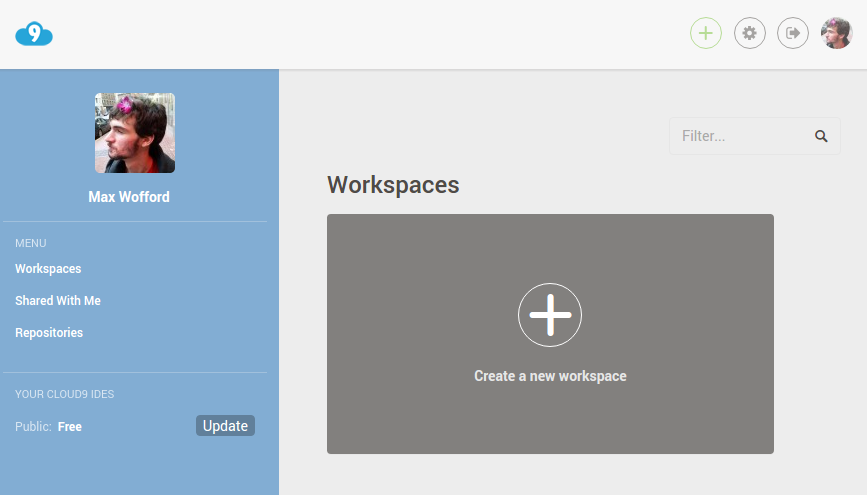 9
Filter...
Max Wofford
Workspaces
MENU
Workspaces
Shared With Me
Repositories
Create a new workspace
YOUR CLOUD9 IDES
Public: Free Update